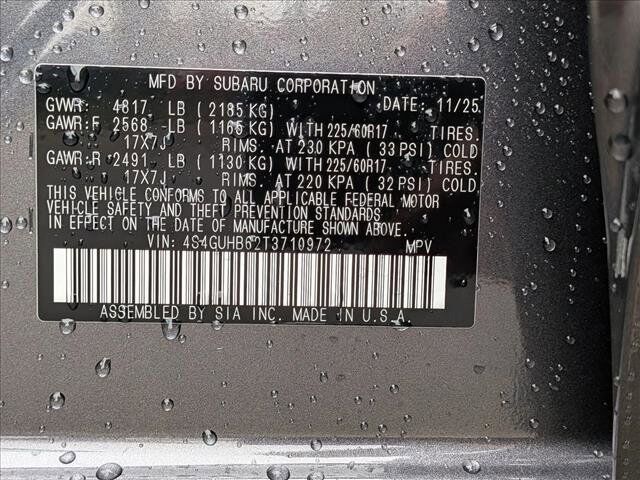 MFD BY SUBARU CORPORATION
GVWR: 4817 LB (2185 KG) DATE: 11/25
GAWR:F 2568 LB (1165 KG) WITH 225/60R17 TIRES.
17X7J RIMS. AT 230 KPA (33 PSI) COLD
GAWR:R 2491 LB (1130 KG) WITH 225/60R17 TIRES.
17X7J RIMS. AT 220 KPA (32 PSI) COLD.
THIS VEHICLE CONFORMS TO ALL APPLICABLE FEDERAL MOTOR
VEHICLE SAFETY AND THEFT PREVENTION STANDARDS
IN EFFECT ON THE DATE OF MANUFACTURE SHOWN ABOVE.
VIN: 4S4GUHB62T3710972 MPV
ASSEMBLED BY SIA INC. MADE IN U.S.A.